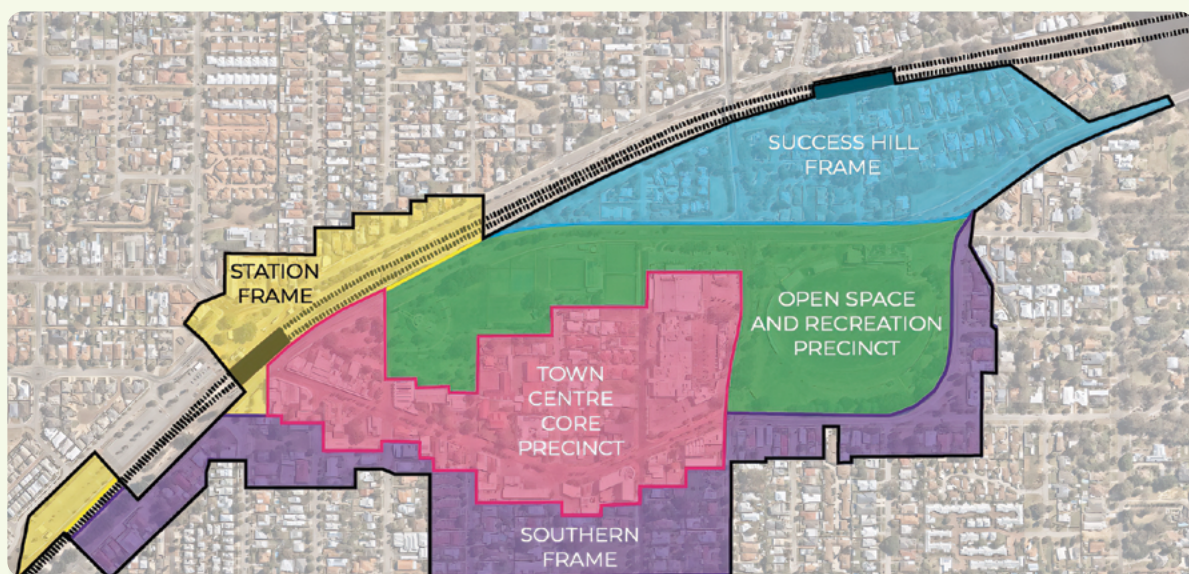 SUCCESS HILL
FRAME
STATION
FRAME
OPEN SPACE
AND RECREATION
PRECINCT
TOWN
CENTRE
CORE
PRECINCT
SOUTHERN
FRAME